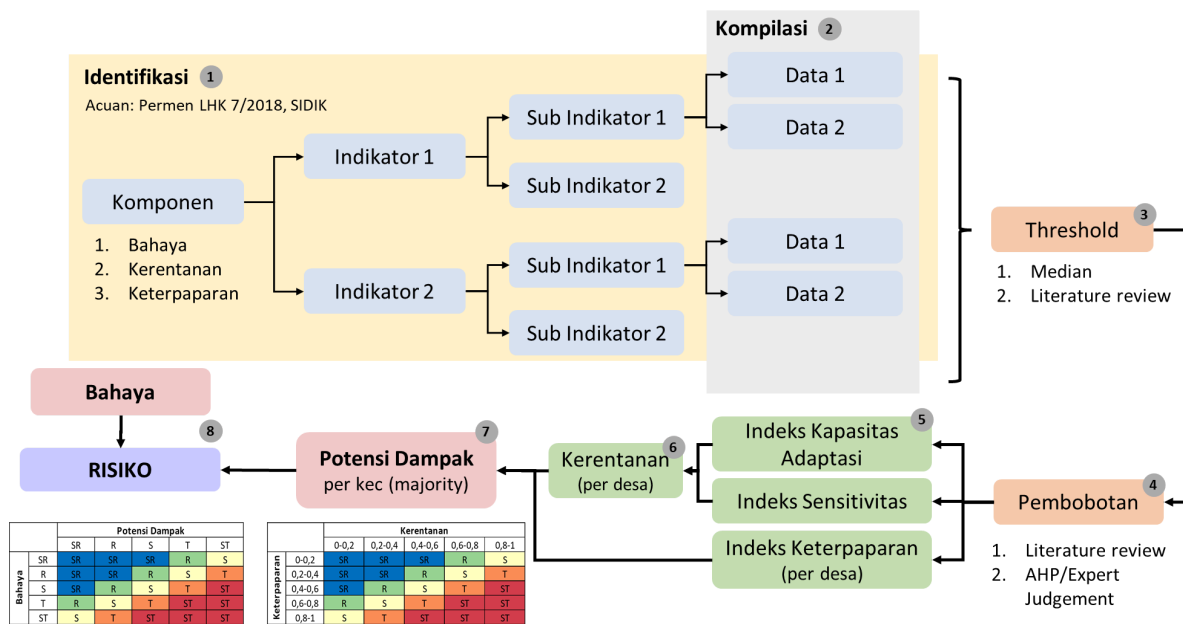 Kompilasi 2
Identifikasi 1
Acuan: Permen LHK 7/2018, SIDIK
Data 1
Sub Indikator 1
Data 2
Indikator 1
Sub Indikator 2
Komponen
1. Bahaya
2. Kerentanan
3. Keterpaparan
Data 1
Sub Indikator 1
Data 2
Indikator 2
Sub Indikator 2
3
Threshold
1. Median
2. Literature review
Bahaya
8
RISIKO
7
Potensi Dampak
per kec (majority)
6
Kerentanan
(per desa)
5
Indeks Kapasitas
Adaptasi
Indeks Sensitivitas
Indeks Keterpaparan
(per desa)
4
Pembobotan
1. Literature review
2. AHP/Expert
Judgement
Potensi Dampak
SR R S T ST
Bahaya
SR SR SR SR R S
R SR SR R S T
S SR R S T ST
T R S T ST ST
ST S T ST ST ST
Kerentanan
0-0,2 0,2-0,4 0,4-0,6 0,6-0,8 0,8-1
Keterpaparan
0-0,2 SR SR SR R S
0,2-0,4 SR SR R S T
0,4-0,6 SR R S T ST
0,6-0,8 R S T ST ST
0,8-1 S T ST ST ST